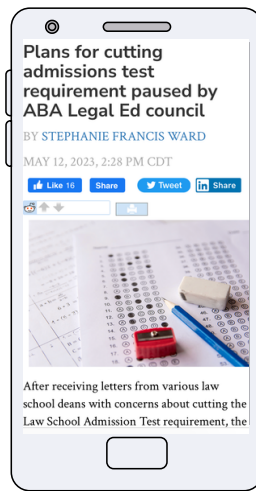 Plans for cutting
admissions test
requirement paused by
ABA Legal Ed council
BY STEPHANIE FRANCIS WARD
MAY 12, 2023, 2:28 PM CDT
Like 16 Share Tweet in Share
After receiving letters from various law
school deans with concerns about cutting the
Law School Admission Test requirement, the